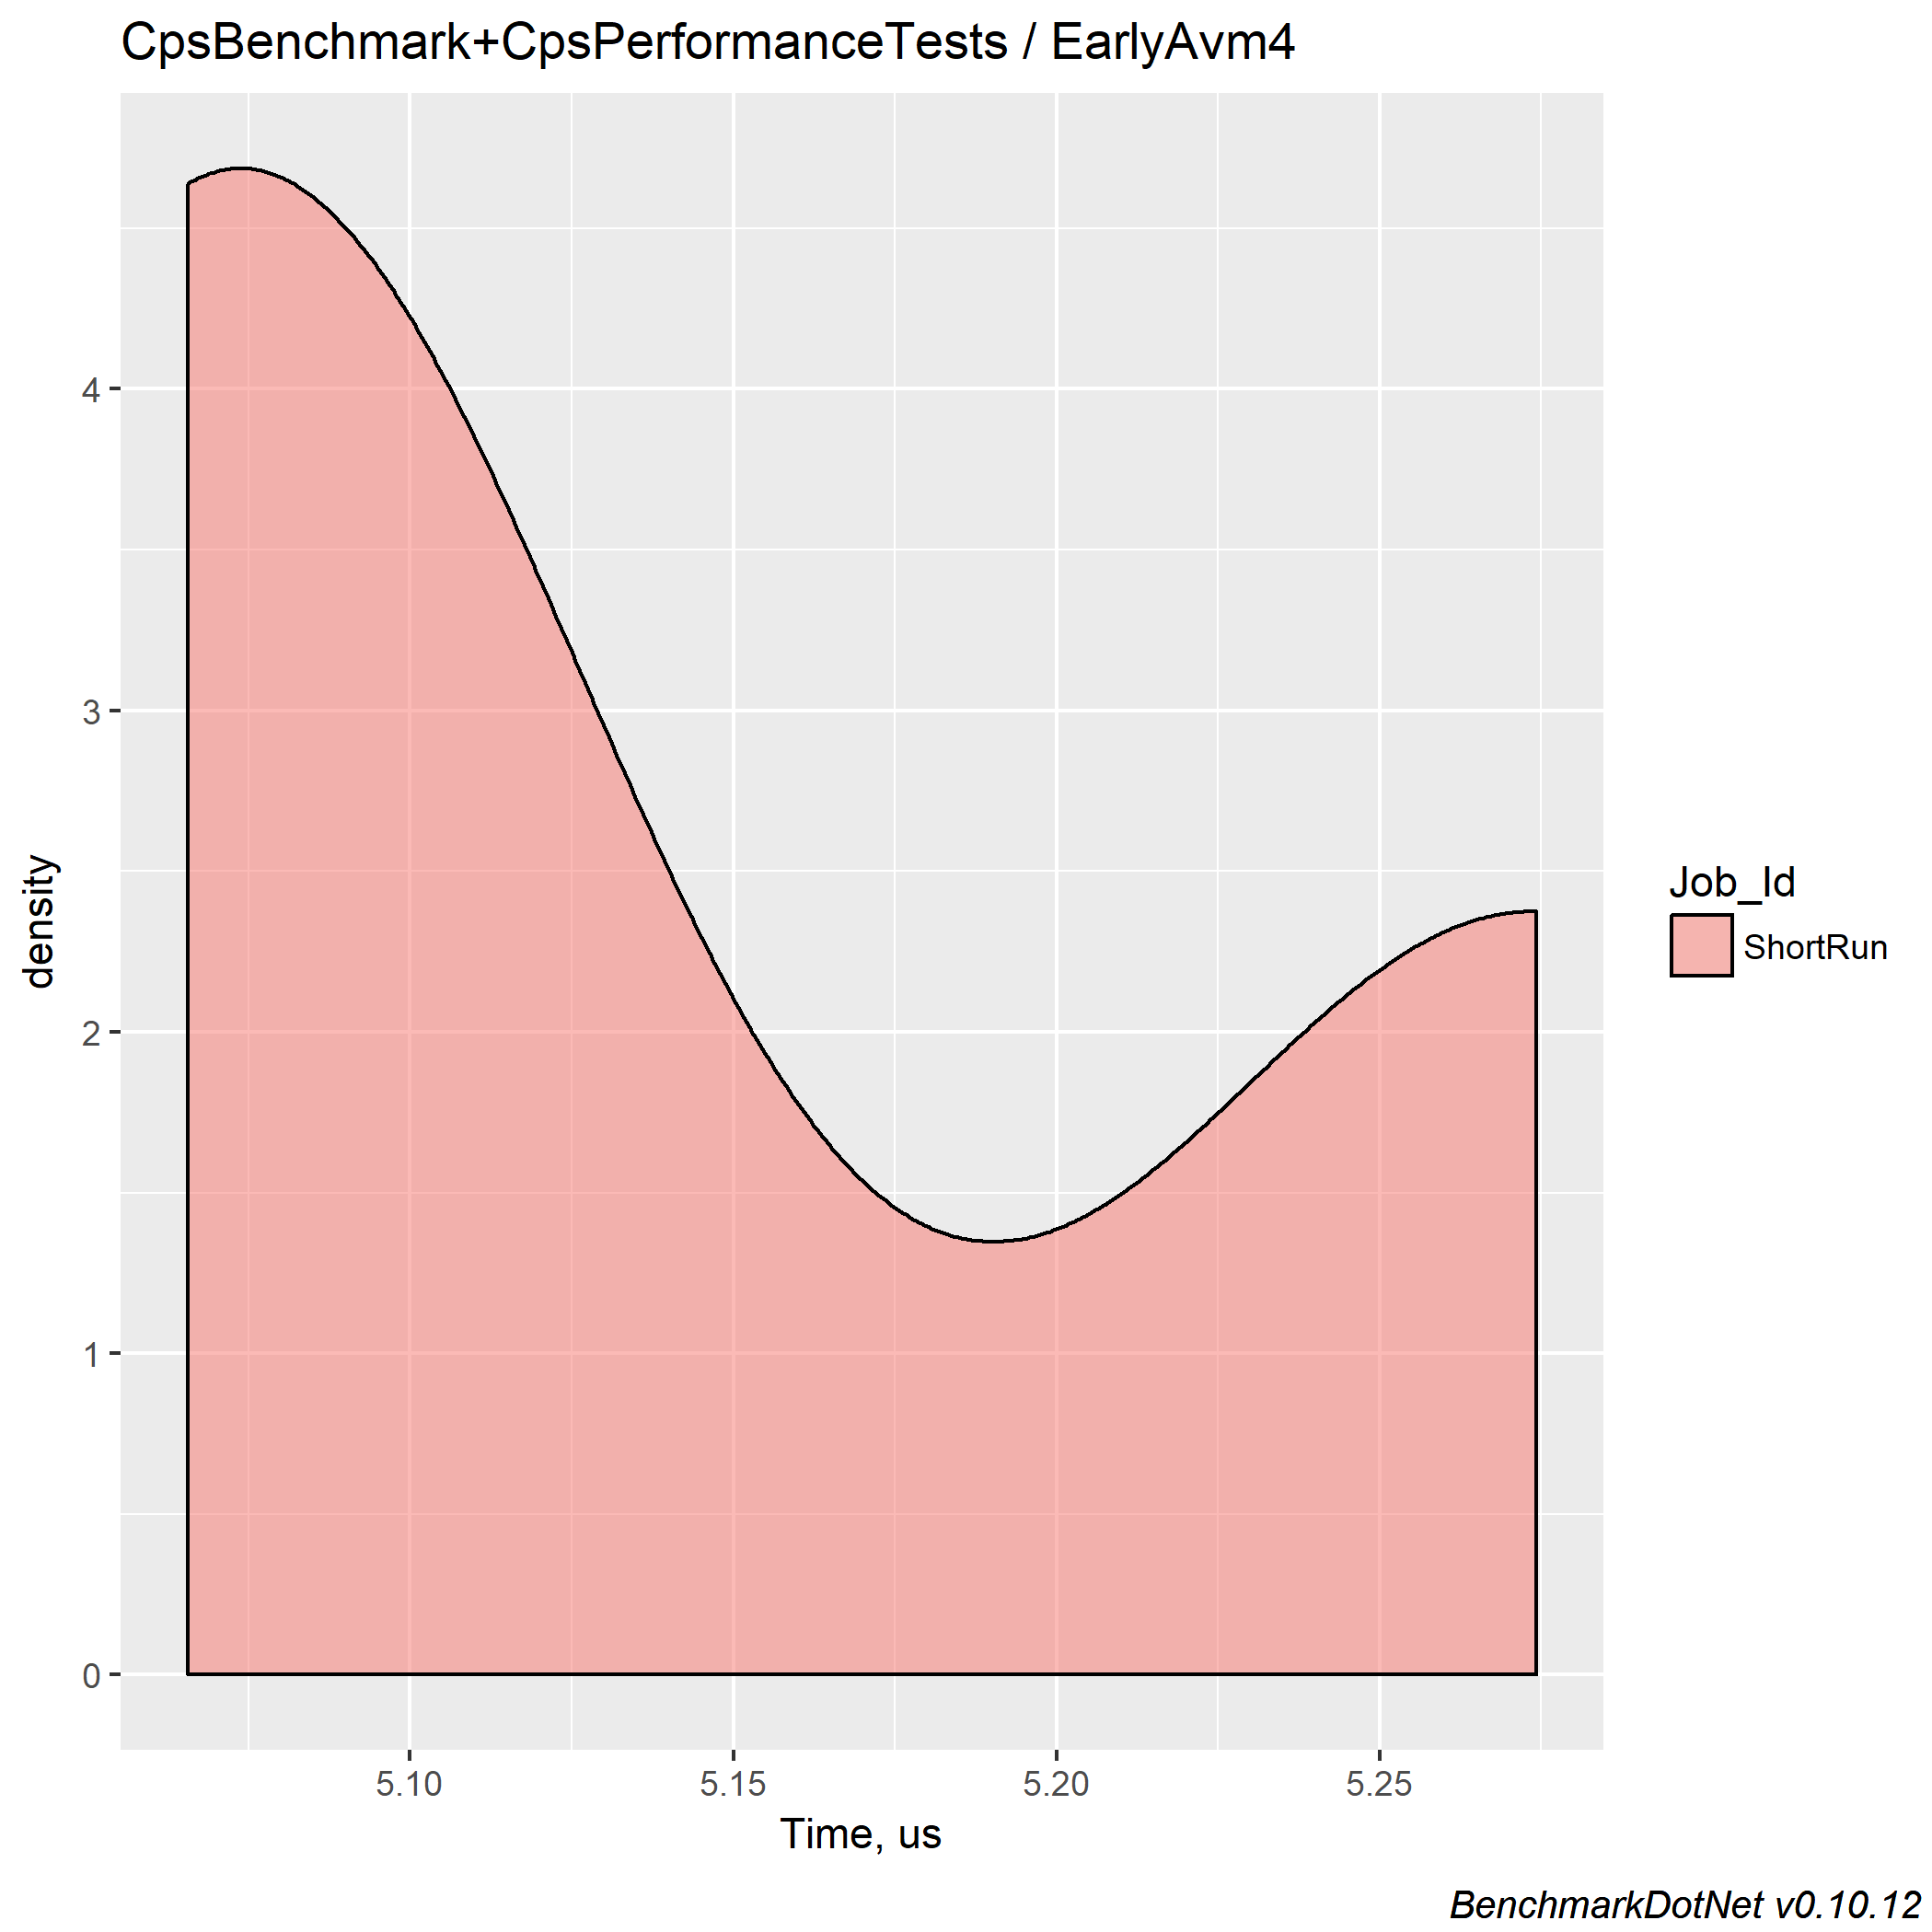 CpsBenchmark+CpsPerformanceTests / EarlyAvm4
density
4
3
2
1
0
5.10 5.15 5.20 5.25
Time, us
Job_Id
ShortRun
BenchmarkDotNet v0.10.12